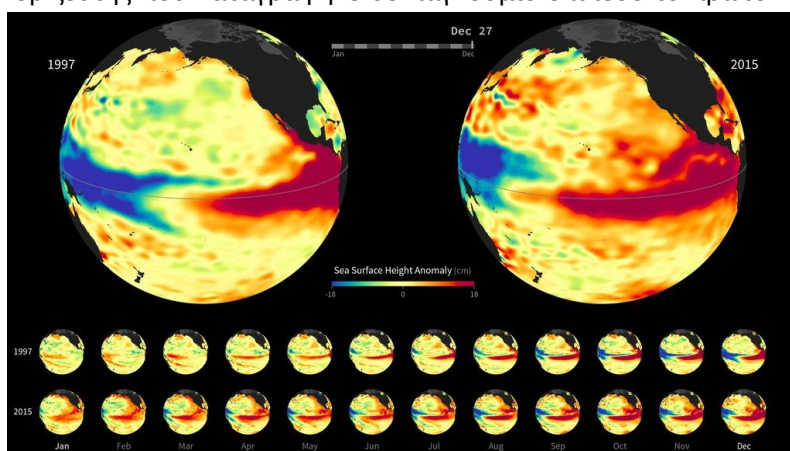 Dec 27
1997
2015
Jan Dec
Sea Surface Height Anomaly (cm)
-18 0 18
1997
2015
Jan Feb Mar Apr May Jun Jul Aug Sep Oct Nov Dec